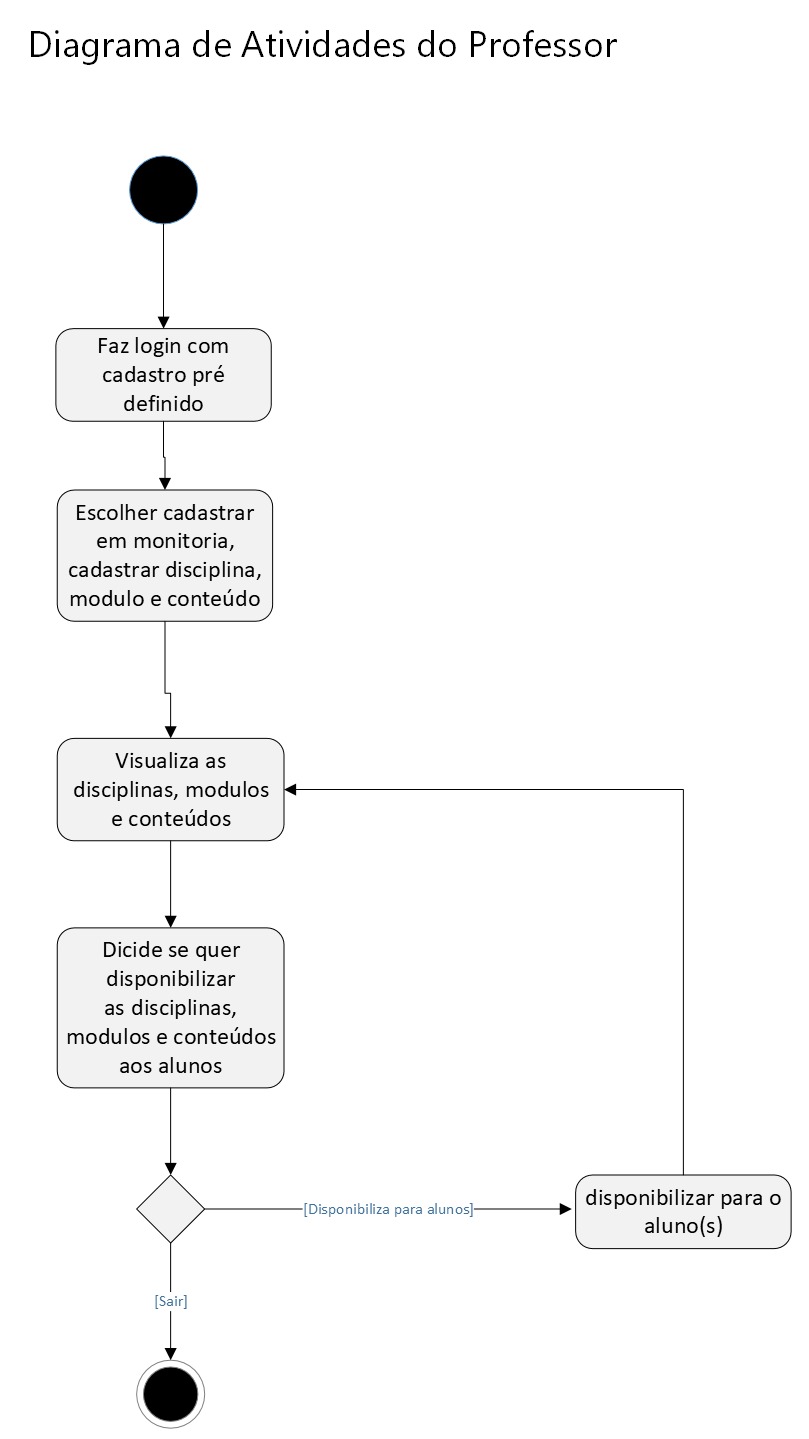 Diagrama de Atividades do Professor
Faz login com
cadastro pré
definido
Escolher cadastrar
em monitoria,
cadastrar disciplina,
modulo e conteúdo
Visualiza as
disciplinas, modulos
e conteúdos
Dicide se quer
disponibilizar
as disciplinas,
modulos e conteúdos
aos alunos
[Disponibiliza para alunos]
disponibilizar para o
aluno(s)
[Sair]